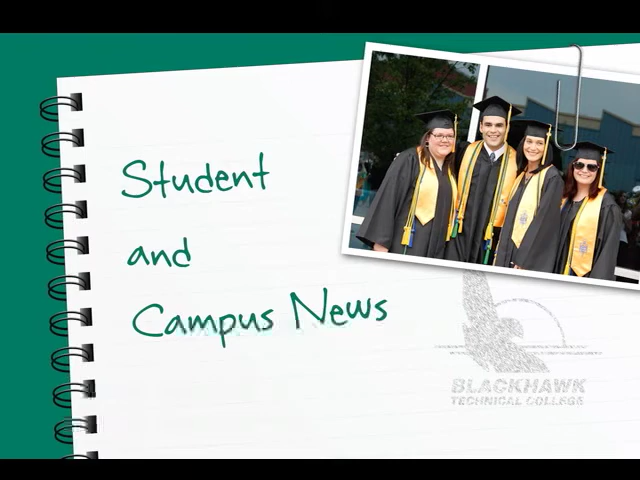 Student
and
Campus News
BLACKHAWK
TECHNICAL COLLEGE